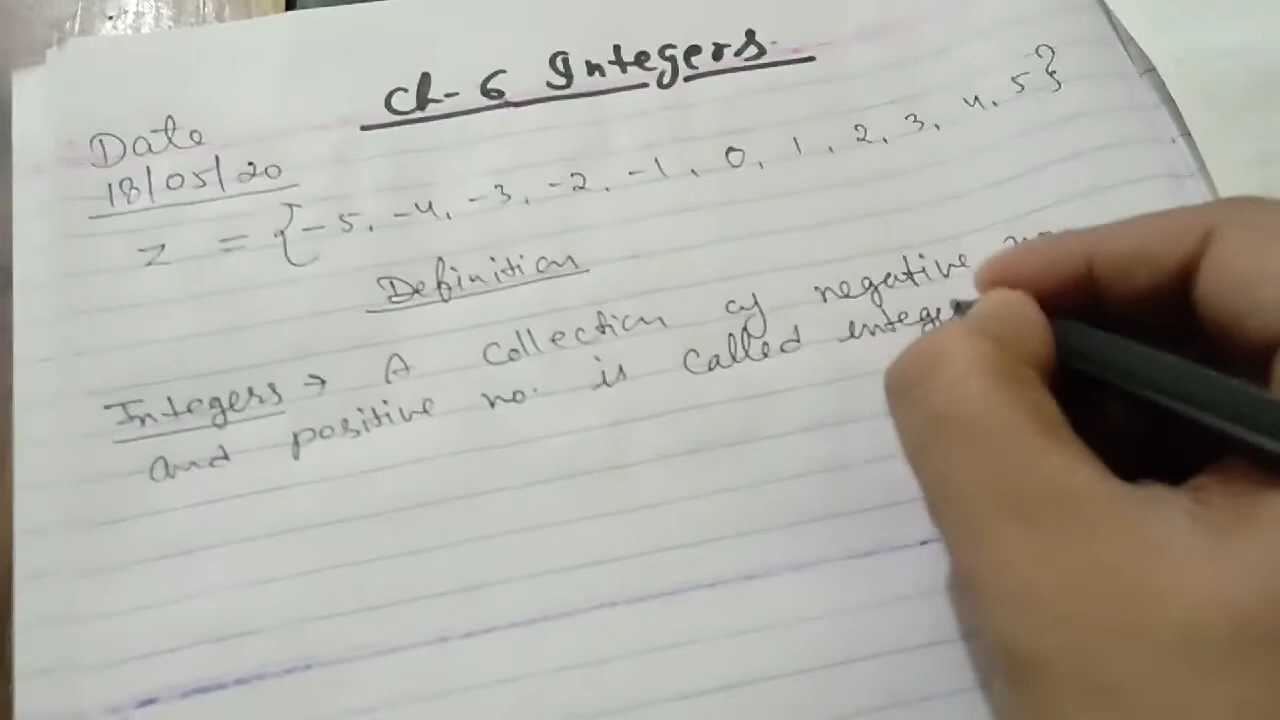 Ch-6 Integers
Date
18/05/20
Z = {-5, -4, -3, -2, -1, 0, 1, 2, 3, 4, 5}
Definition
Integers → A collection of negative no
and positive no. is called